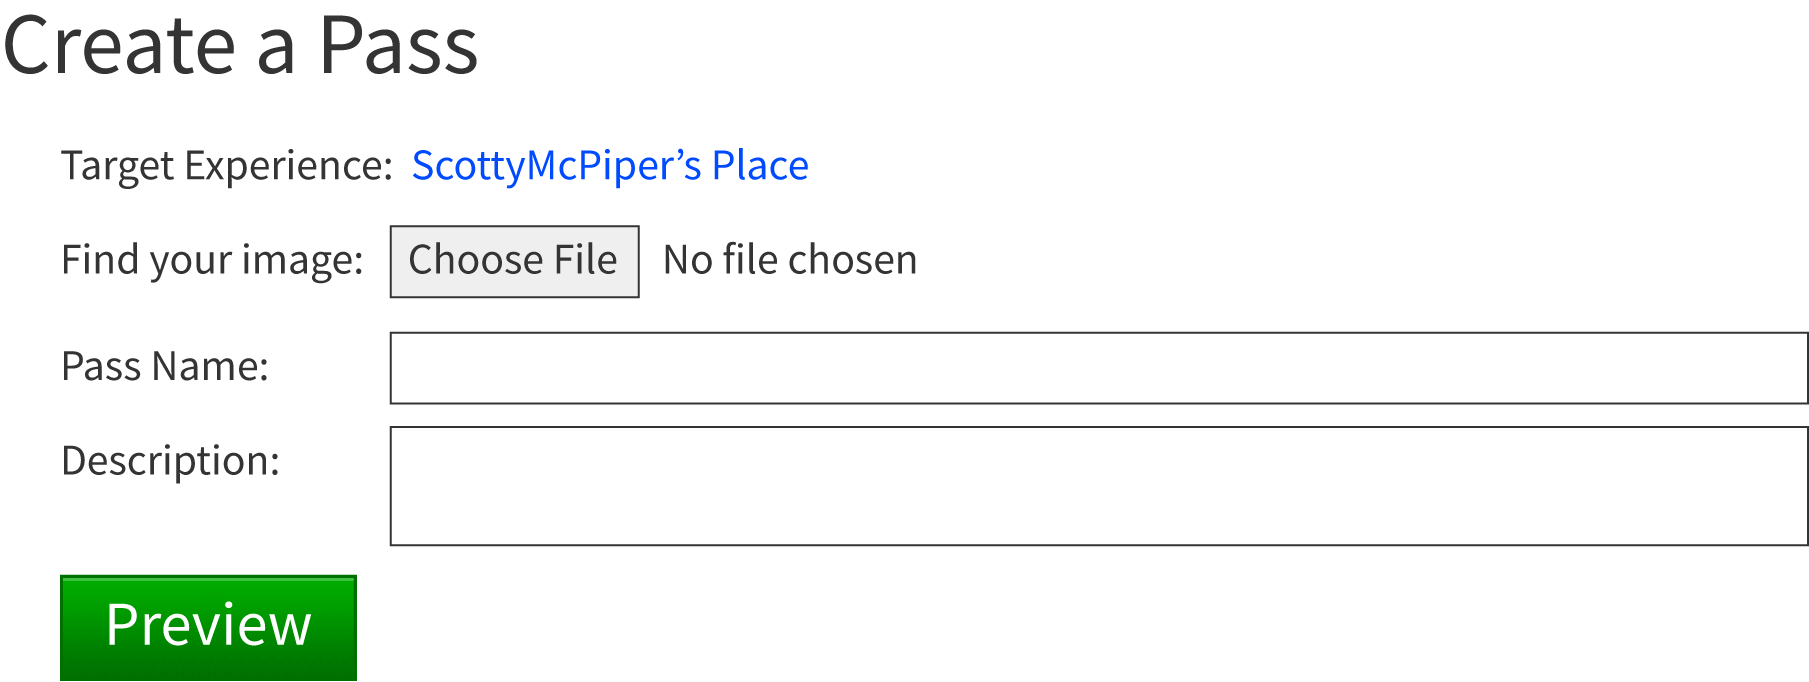 Create a Pass
Target Experience: ScottyMcPiper’s Place
Find your image: Choose File No file chosen
Pass Name:
Description:
Preview